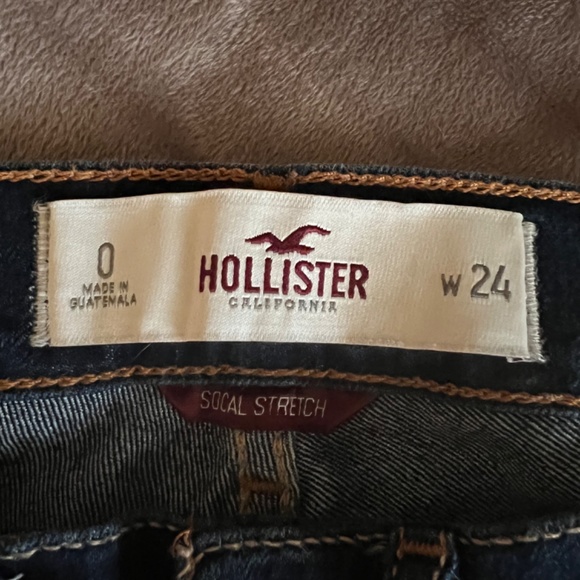 0
MADE IN
GUATEMALA
HOLLISTER
CALIFORNIA
W 24
SOCAL STRETCH